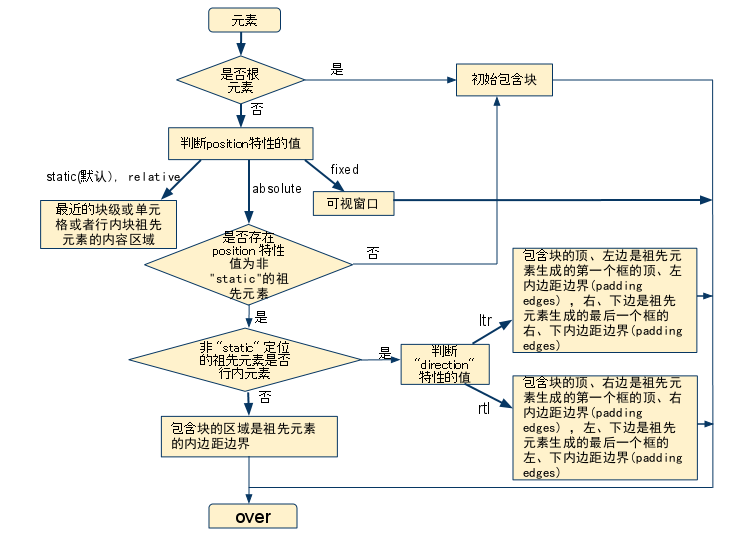 元素
是否根
元素
是
初始包含块
否
判断position特性的值
static(默认), relative
absolute
fixed
最近的块级或单元
格或者行内块祖先
元素的内容区域
可视窗口
是否存在
position 特性
值为非
"static"的祖
先元素
否
是
包含块的顶、左边是祖先元
素生成的第一个框的顶、左
内边距边界(padding
edges) , 右、下边是祖先
元素生成的最后一个框的
右、下内边距边界(padding
edges)
非 "static" 定位
的祖先元素是否
行内元素
是
判断
"direction"
特性的值
ltr
rtl
否
包含块的顶、右边是祖先元
素生成的第一个框的顶、右
内边距边界(padding
edges) , 左、下边是祖先
元素生成的最后一个框的
左、下内边距边界(padding
edges)
包含块的区域是祖先元素
的内边距边界
over